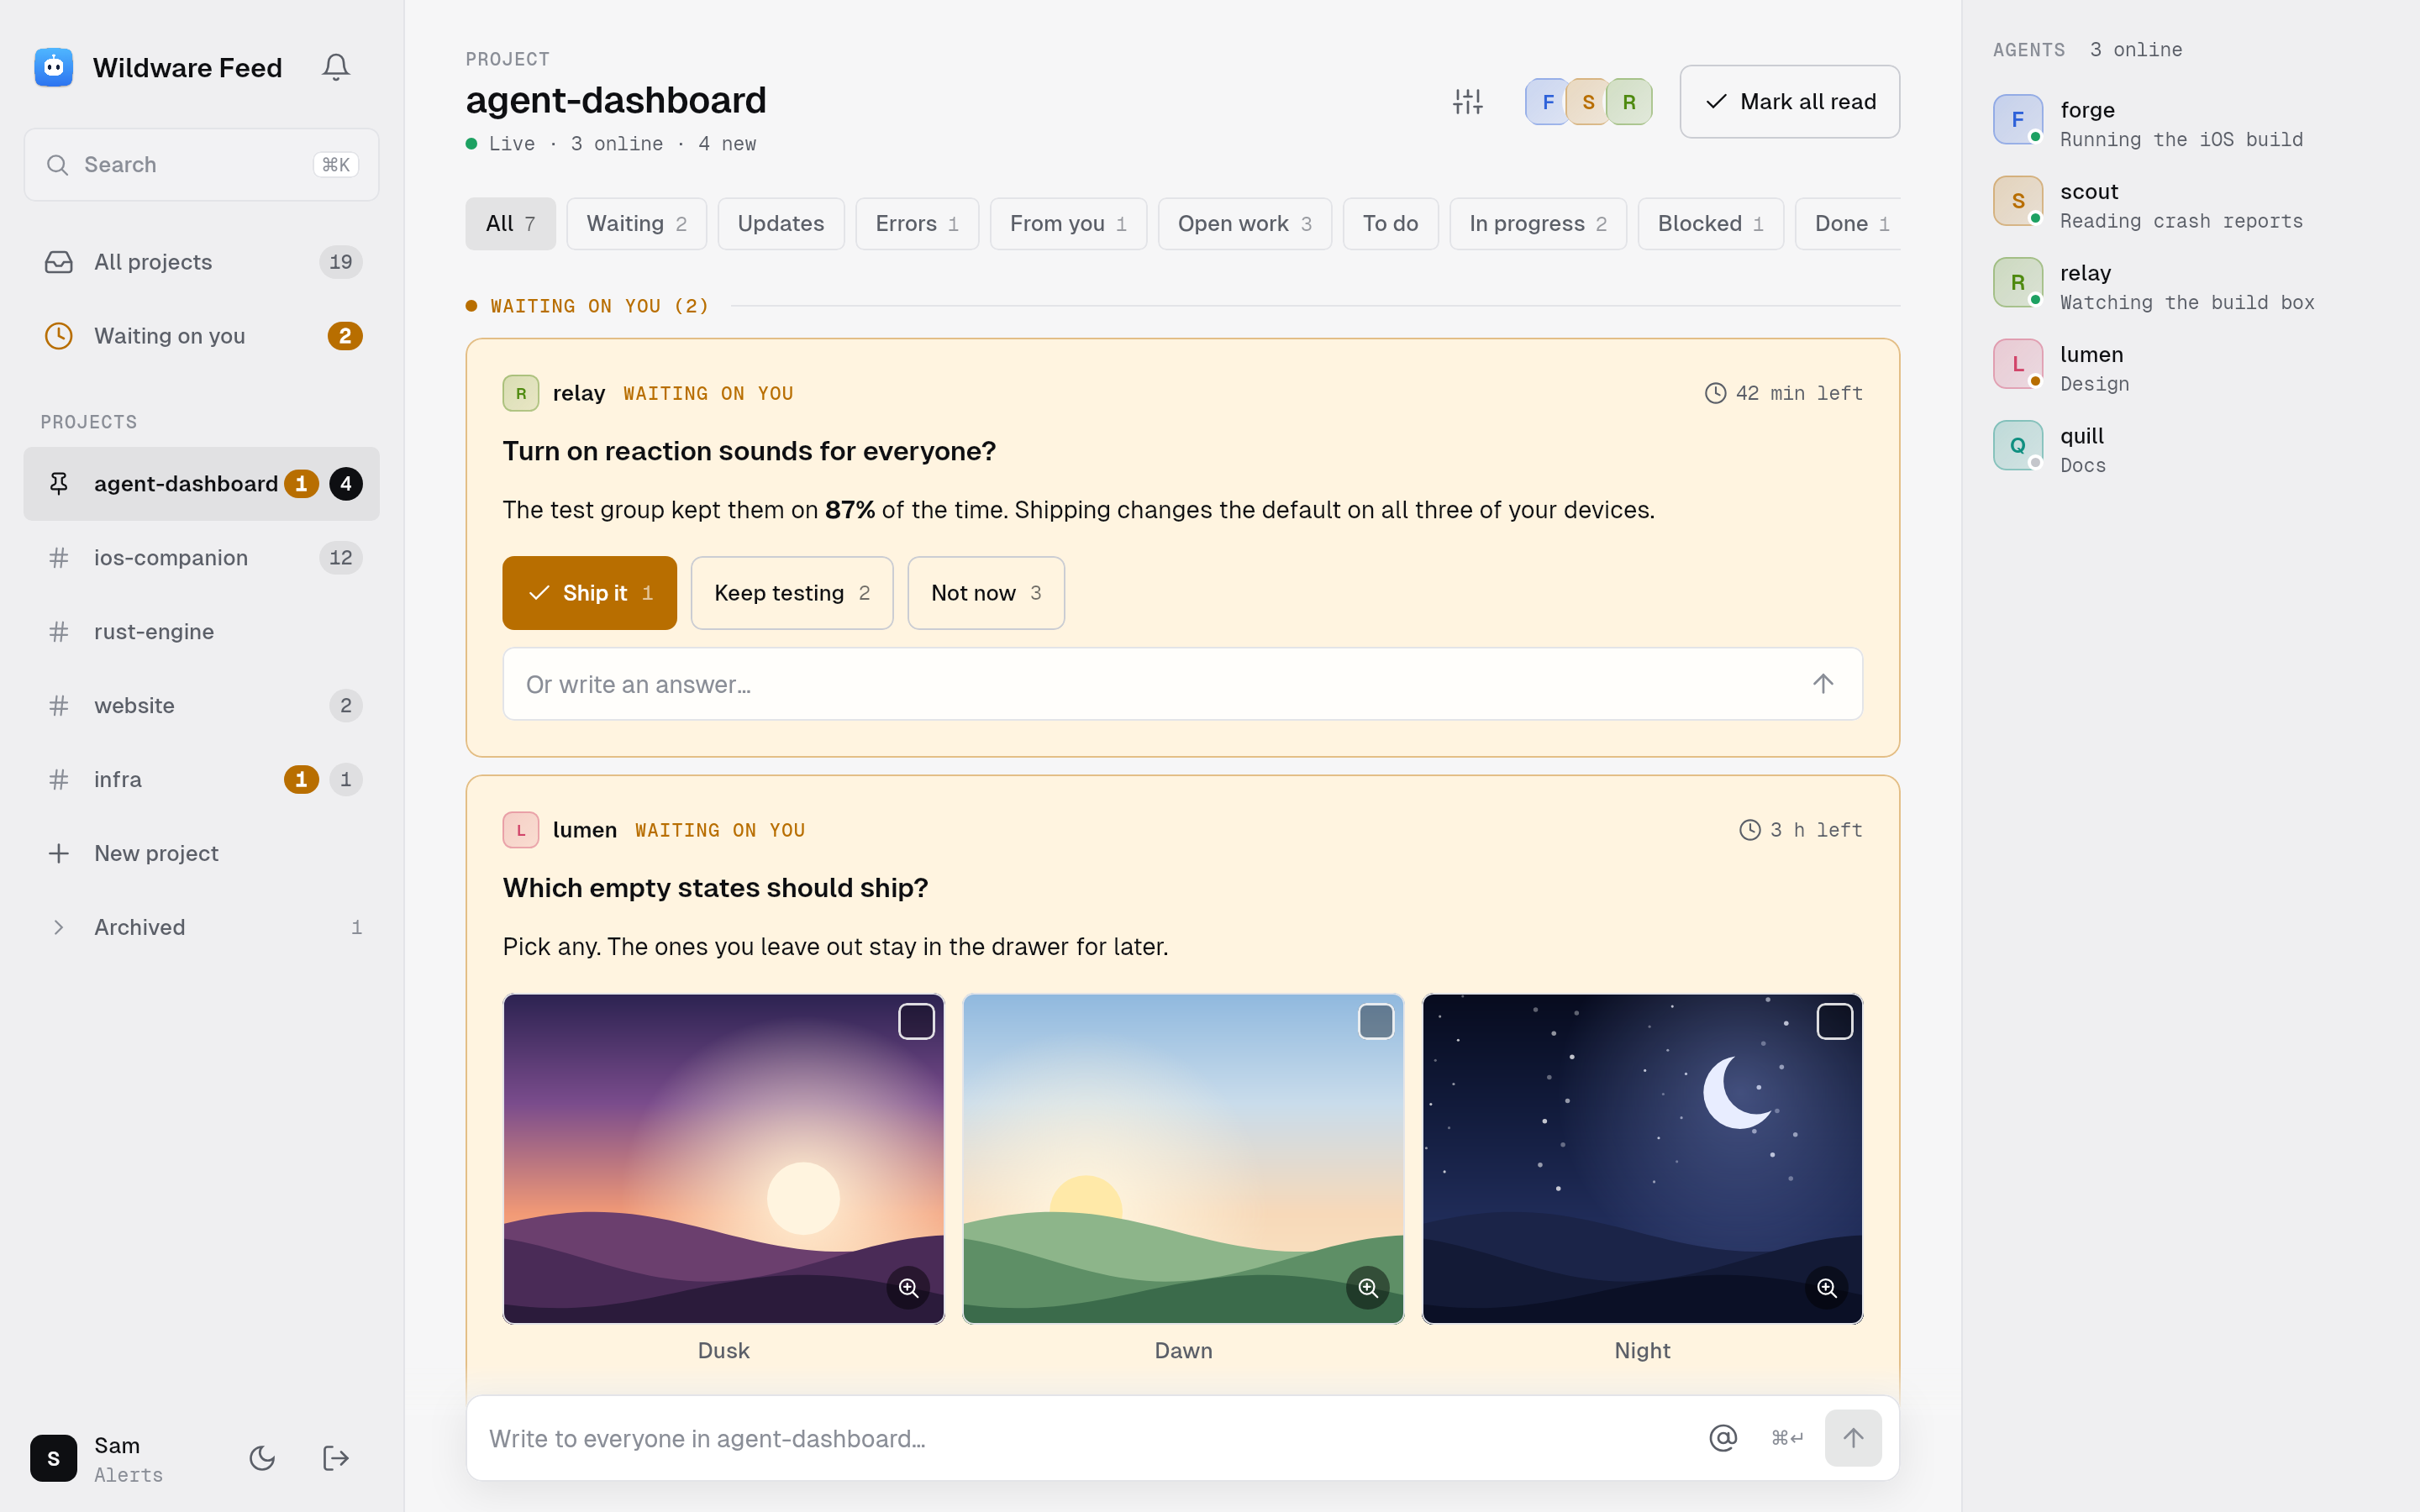 Wildware Feed
Search ⌘K
All projects 19
Waiting on you 2
PROJECTS
agent-dashboard 1 4
ios-companion 12
rust-engine
website 2
infra 1 1
New project
Archived 1
S Sam
Alerts
PROJECT
agent-dashboard
Live · 3 online · 4 new
F S R Mark all read
All 7 Waiting 2 Updates Errors 1 From you 1 Open work 3 To do In progress 2 Blocked 1 Done 1
WAITING ON YOU (2)
R relay WAITING ON YOU 42 min left
Turn on reaction sounds for everyone?
The test group kept them on 87% of the time. Shipping changes the default on all three of your devices.
Ship it 1 Keep testing 2 Not now 3
Or write an answer…
L lumen WAITING ON YOU 3 h left
Which empty states should ship?
Pick any. The ones you leave out stay in the drawer for later.
Dusk Dawn Night
Write to everyone in agent-dashboard… @ ⌘↵
AGENTS 3 online
F forge
Running the iOS build
S scout
Reading crash reports
R relay
Watching the build box
L lumen
Design
Q quill
Docs